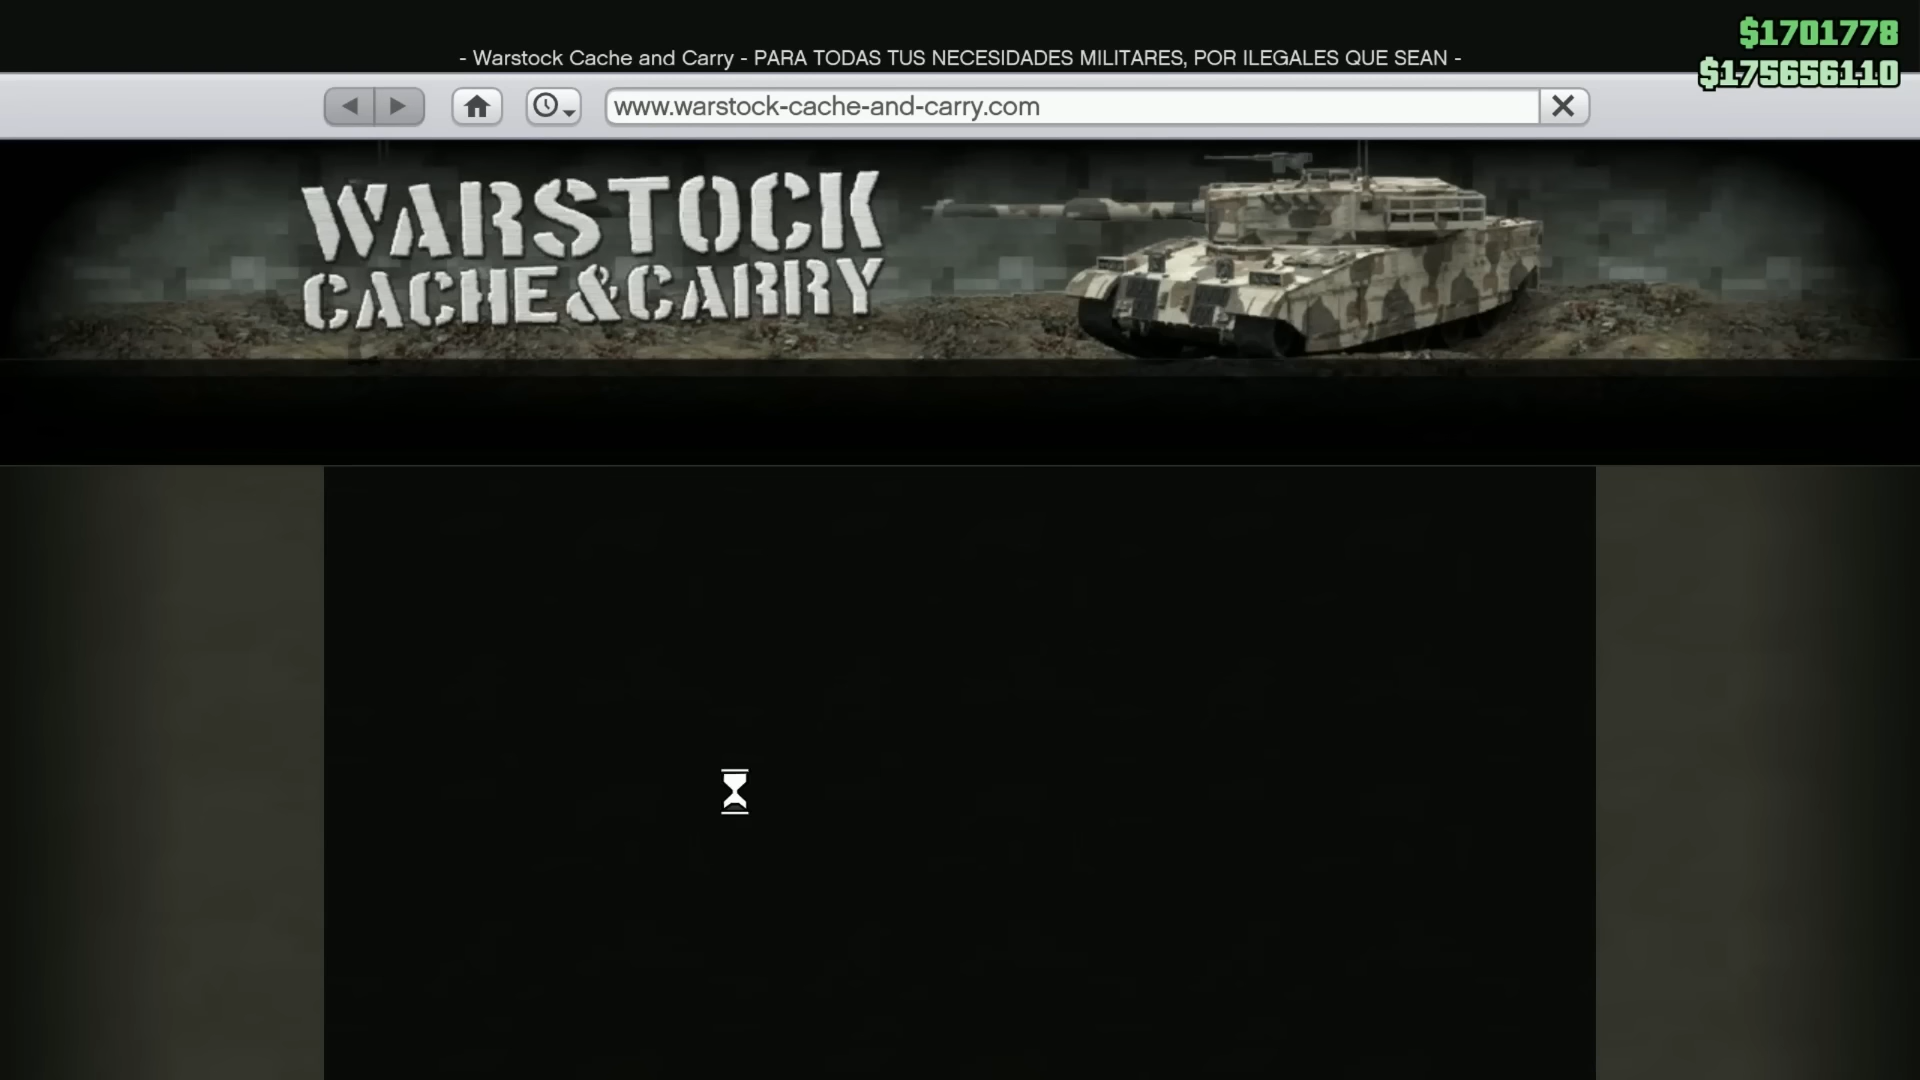 $1701778
- Warstock Cache and Carry - PARA TODAS TUS NECESIDADES MILITARES, POR ILEGALES QUE SEAN -
$175656110
www.warstock-cache-and-carry.com
WARSTOCK
CACHE&CARRY